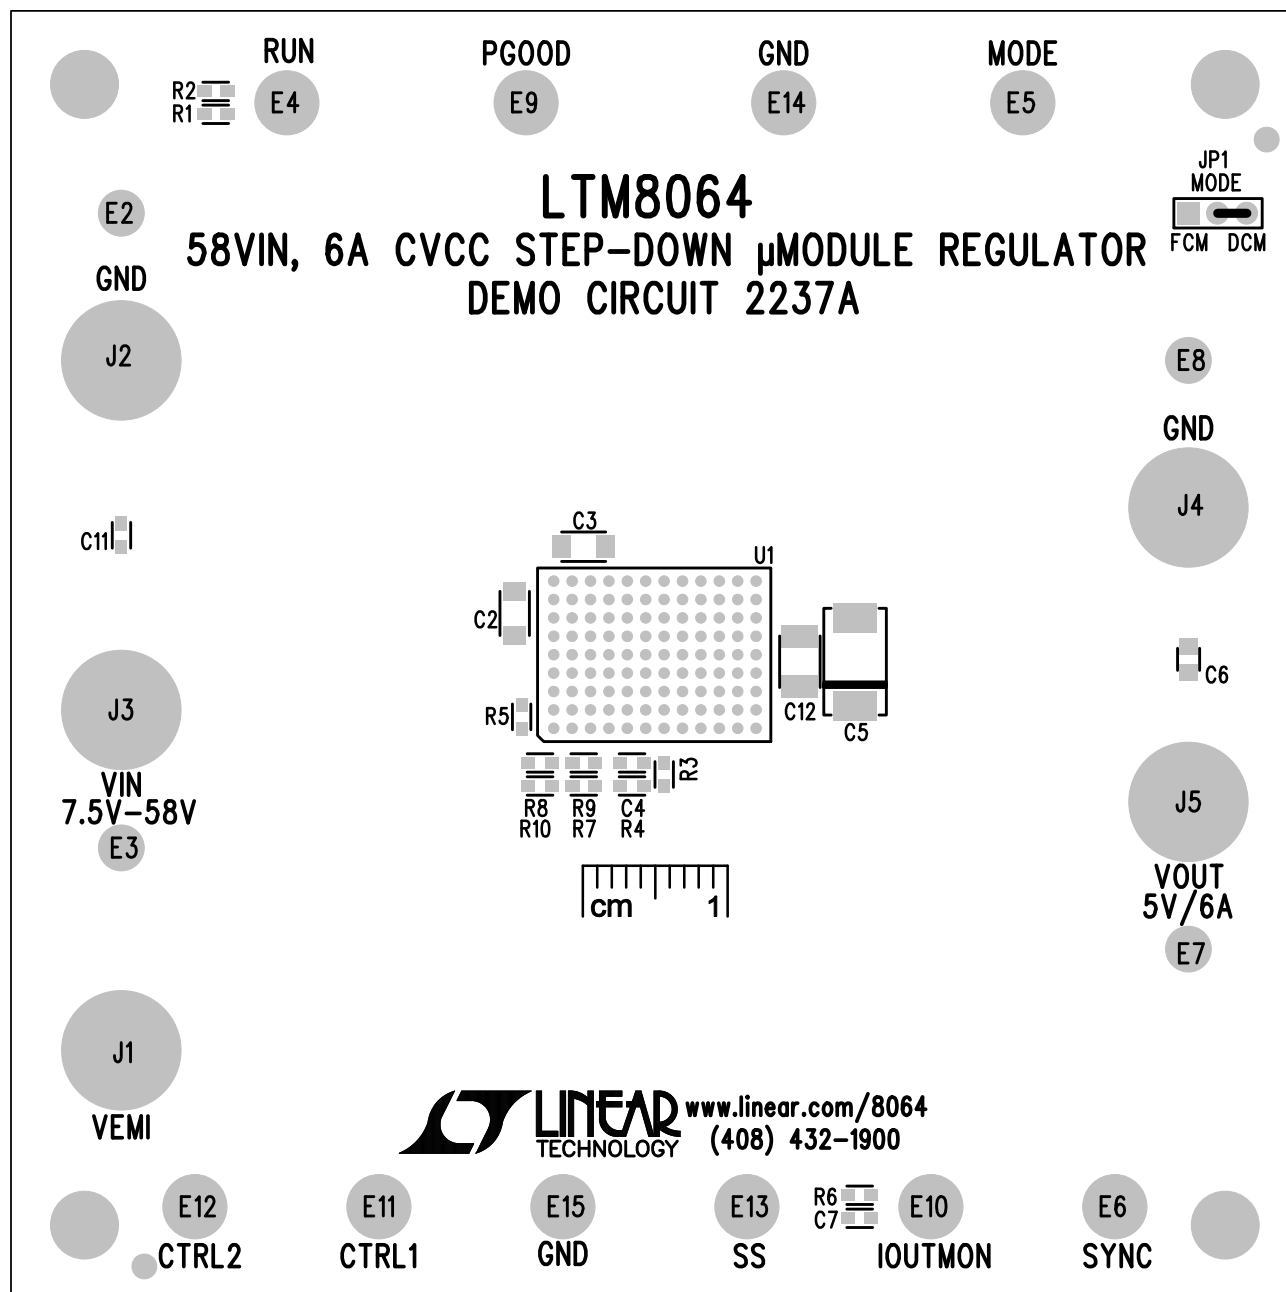 RUN
PGOOD
GND
MODE
R2
R1
E4
E9
E14
E5
JP1
MODE
FCM DCM
LTM8064
58VIN, 6A CVCC STEP-DOWN µMODULE REGULATOR
DEMO CIRCUIT 2237A
E2
GND
J2
E8
GND
J4
C11
C3
U1
C2
C12
C5
C6
R5
R3
R8
R10
R9
R7
C4
R4
J3
VIN
7.5V-58V
E3
J5
VOUT
5V/6A
E7
cm 1
J1
VEMI
LINEAR
TECHNOLOGY
www.linear.com/8064
(408) 432-1900
E12
CTRL2
E11
CTRL1
E15
GND
E13
SS
R6
C7
E10
IOUTMON
E6
SYNC